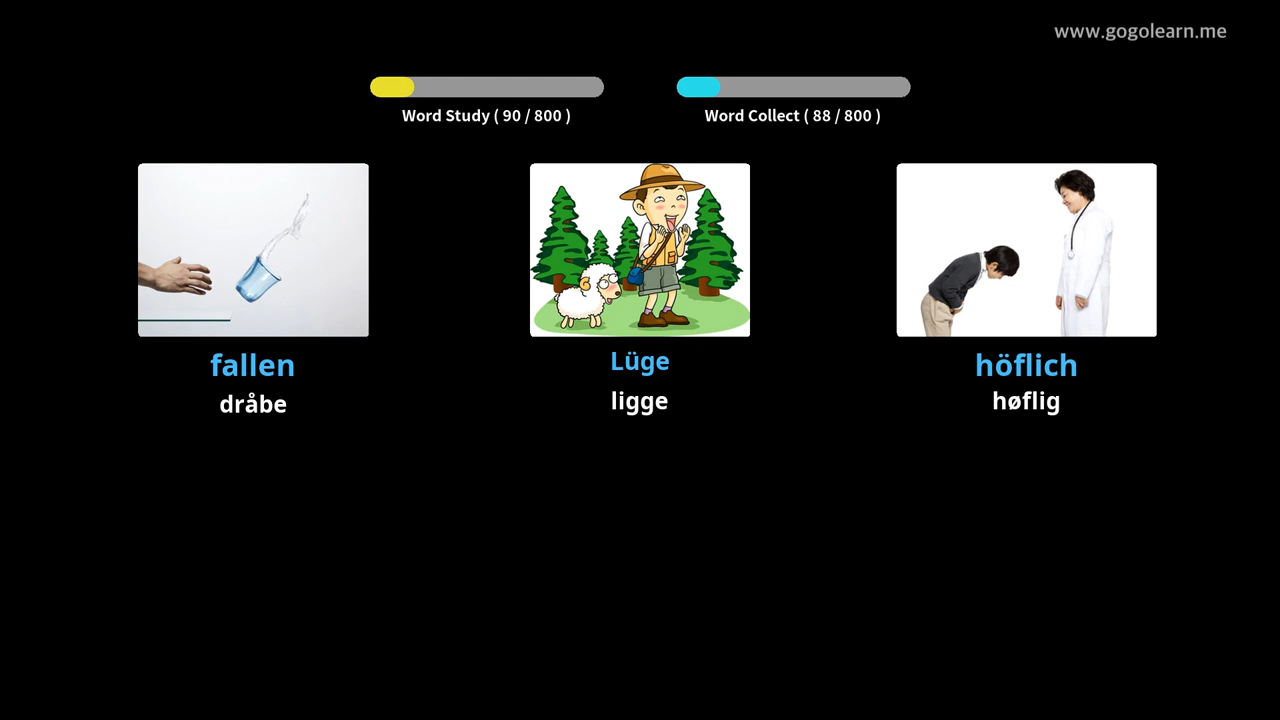 www.gogolearn.me
Word Study ( 90 / 800 )
Word Collect ( 88 / 800 )
fallen
dråbe
Lüge
ligge
höflich
høflig